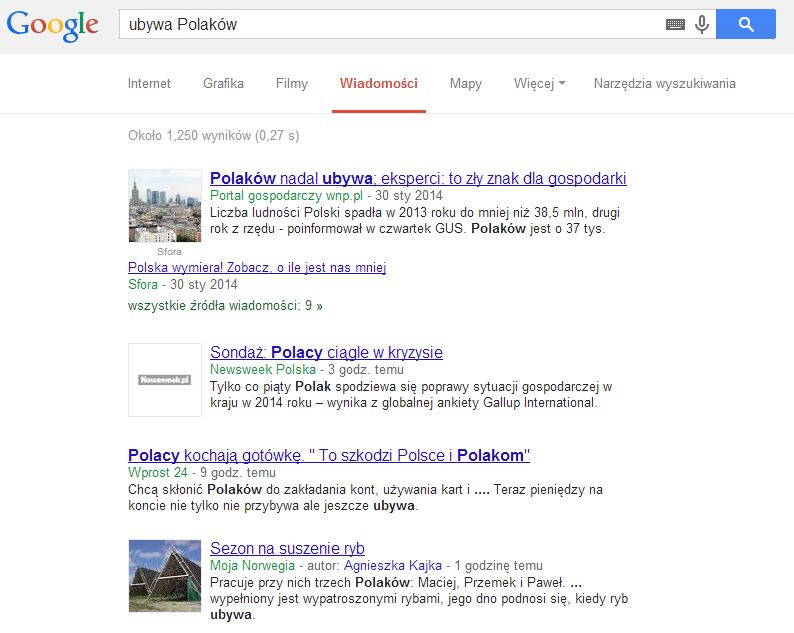 Google
ubywa Polaków
Internet Grafika Filmy Wiadomości Mapy Więcej Narzędzia wyszukiwania
Około 1,250 wyników (0,27 s)
Polaków nadal ubywa; eksperci: to zły znak dla gospodarki
Portal gospodarczy wnp.pl - 30 sty 2014
Liczba ludności Polski spadła w 2013 roku do mniej niż 38,5 mln, drugi
rok z rzędu - poinformował w czwartek GUS. Polaków jest o 37 tys.
Sfora
Polska wymiera! Zobacz, o ile jest nas mniej
Sfora - 30 sty 2014
wszystkie źródła wiadomości: 9 »
Newsweek.pl
Sondaż: Polacy ciągle w kryzysie
Newsweek Polska - 3 godz. temu
Tylko co piąty Polak spodziewa się poprawy sytuacji gospodarczej w
kraju w 2014 roku – wynika z globalnej ankiety Gallup International.
Polacy kochają gotówkę. " To szkodzi Polsce i Polakom"
Wprost 24 - 9 godz. temu
Chcą skłonić Polaków do zakładania kont, używania kart i .... Teraz pieniędzy na
koncie nie tylko nie przybywa ale jeszcze ubywa.
Sezon na suszenie ryb
Moja Norwegia - autor: Agnieszka Kajka - 1 godzinę temu
Pracuje przy nich trzech Polaków: Maciej, Przemek i Paweł. ...
wypełniony jest wypatroszonymi rybami, jego dno podnosi się, kiedy ryb
ubywa.